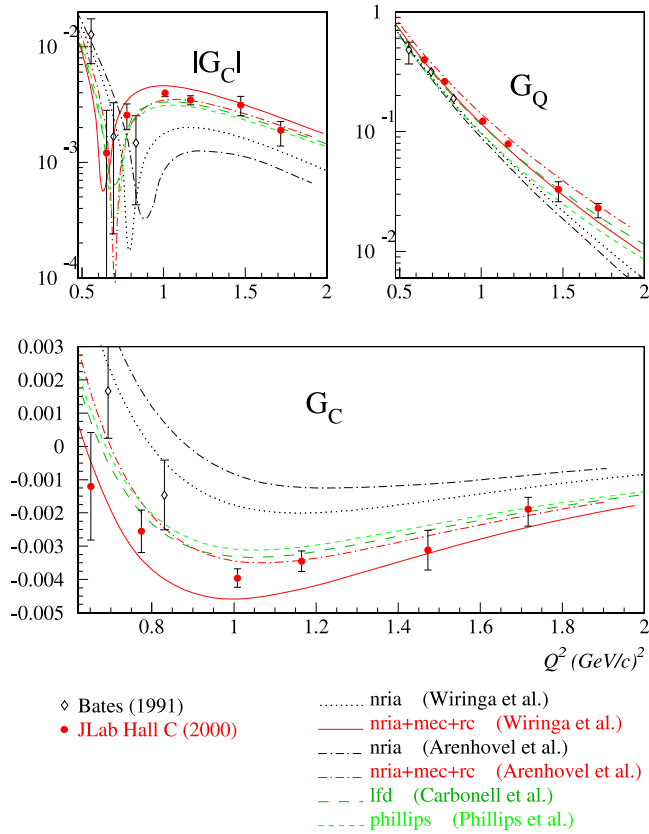 10⁻²
10⁻³
10⁻⁴
|G_C|
0.5 1 1.5 2
1
10⁻¹
10⁻²
G_Q
0.5 1 1.5 2
0.003
0.002
0.001
0
-0.001
-0.002
-0.003
-0.004
-0.005
G_C
0.8 1 1.2 1.4 1.6 1.8 2
Q² (GeV/c)²
Bates (1991)
JLab Hall C (2000)
nria (Wiringa et al.)
nria+mec+rc (Wiringa et al.)
nria (Arenhovel et al.)
nria+mec+rc (Arenhovel et al.)
lfd (Carbonell et al.)
phillips (Phillips et al.)